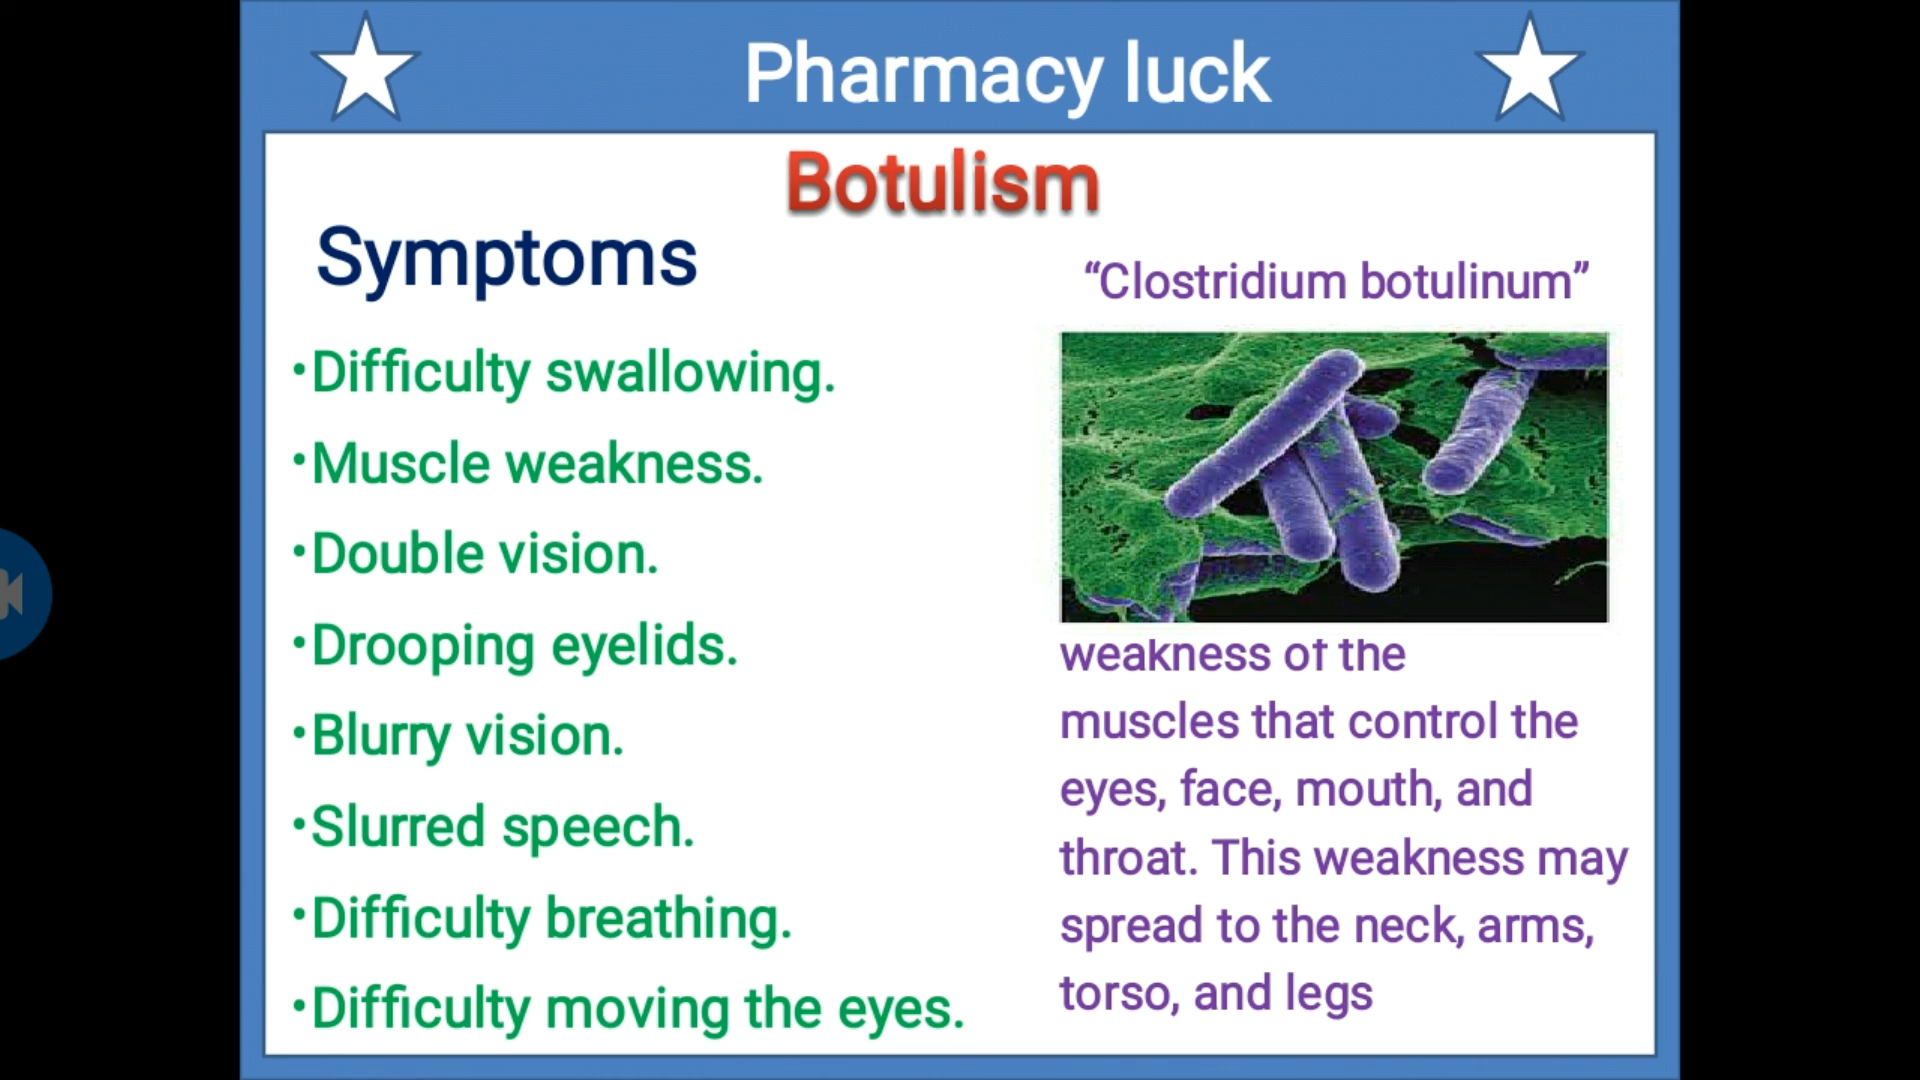 Pharmacy luck
Botulism
Symptoms
•Difficulty swallowing.
•Muscle weakness.
•Double vision.
•Drooping eyelids.
•Blurry vision.
•Slurred speech.
•Difficulty breathing.
•Difficulty moving the eyes.
“Clostridium botulinum”
weakness of the
muscles that control the
eyes, face, mouth, and
throat. This weakness may
spread to the neck, arms,
torso, and legs